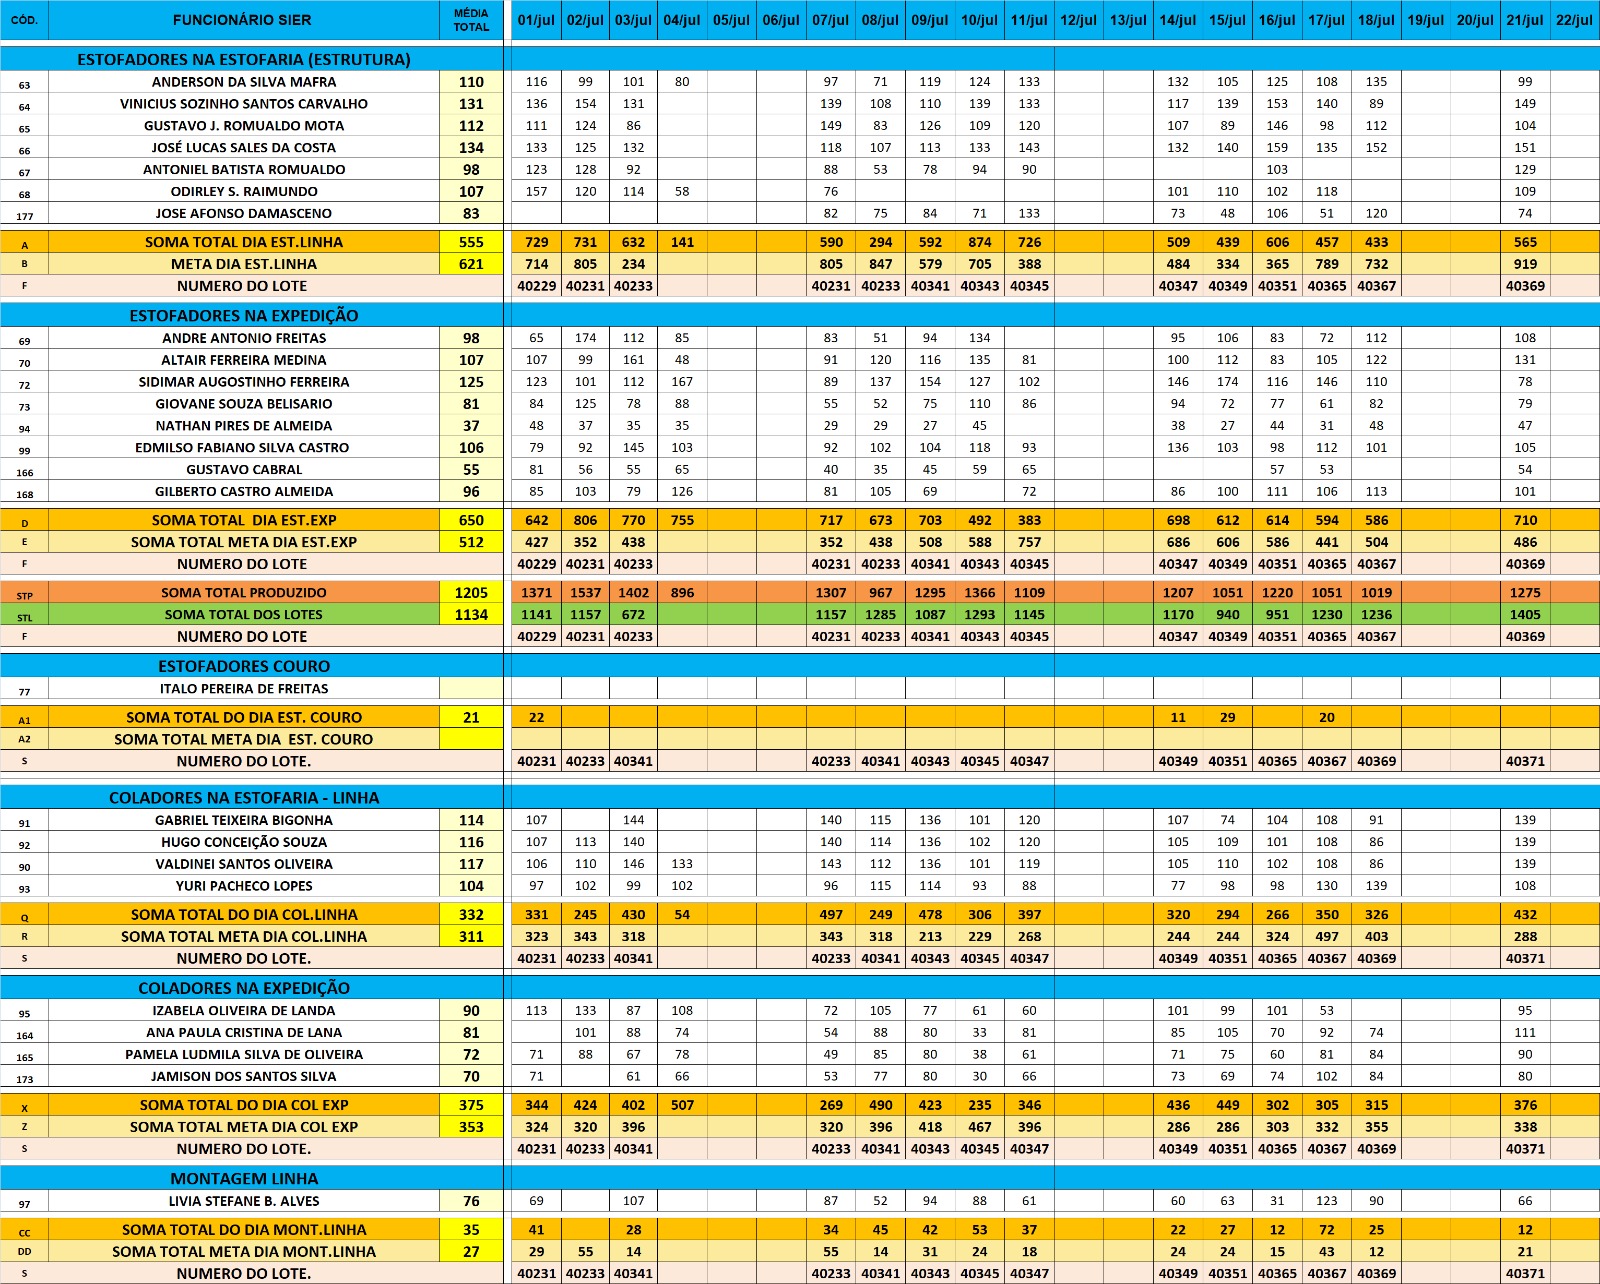 CÓD. FUNCIONÁRIO SIER MÉDIA TOTAL 01/jul 02/jul 03/jul 04/jul 05/jul 06/jul 07/jul 08/jul 09/jul 10/jul 11/jul 12/jul 13/jul 14/jul 15/jul 16/jul 17/jul 18/jul 19/jul 20/jul 21/jul 22/jul
ESTOFADORES NA ESTOFARIA (ESTRUTURA)
63 ANDERSON DA SILVA MAFRA 110 116 99 101 80 97 71 119 124 133 132 105 125 108 135 99
64 VINICIUS SOZINHO SANTOS CARVALHO 131 136 154 131 139 108 110 139 133 117 139 153 140 89 149
65 GUSTAVO J. ROMUALDO MOTA 112 111 124 86 149 83 126 109 120 107 89 146 98 112 104
66 JOSÉ LUCAS SALES DA COSTA 134 133 125 132 118 107 113 133 143 132 140 159 135 152 151
67 ANTONIEL BATISTA ROMUALDO 98 123 128 92 88 53 78 94 90 103 129
68 ODIRLEY S. RAIMUNDO 107 157 120 114 58 76 101 110 102 118 109
177 JOSE AFONSO DAMASCENO 83 82 75 84 71 133 73 48 106 51 120 74
A SOMA TOTAL DIA EST.LINHA 555 729 731 632 141 590 294 592 874 726 509 439 606 457 433 565
B META DIA EST.LINHA 621 714 805 234 805 847 579 705 388 484 334 365 789 732 919
F NUMERO DO LOTE 40229 40231 40233 40231 40233 40341 40343 40345 40347 40349 40351 40365 40367 40369
ESTOFADORES NA EXPEDIÇÃO
69 ANDRE ANTONIO FREITAS 98 65 174 112 85 83 51 94 134 95 106 83 72 112 108
70 ALTAIR FERREIRA MEDINA 107 107 99 161 48 91 120 116 135 81 100 112 83 105 122 131
72 SIDIMAR AUGOSTINHO FERREIRA 125 123 101 112 167 89 137 154 127 102 146 174 116 146 110 78
73 GIOVANE SOUZA BELISARIO 81 84 125 78 88 55 52 75 110 86 94 72 77 61 82 79
94 NATHAN PIRES DE ALMEIDA 37 48 37 35 35 29 29 27 45 38 27 44 31 48 47
99 EDMILSO FABIANO SILVA CASTRO 106 79 92 145 103 92 102 104 118 93 136 103 98 112 101 105
166 GUSTAVO CABRAL 55 81 56 55 65 40 35 45 59 65 57 53 54
168 GILBERTO CASTRO ALMEIDA 96 85 103 79 126 81 105 69 72 86 100 111 106 113 101
D SOMA TOTAL DIA EST.EXP 650 642 806 770 755 717 673 703 492 383 698 612 614 594 586 710
E SOMA TOTAL META DIA EST.EXP 512 427 352 438 352 438 508 588 757 686 606 586 441 504 486
F NUMERO DO LOTE 40229 40231 40233 40231 40233 40341 40343 40345 40347 40349 40351 40365 40367 40369
STP SOMA TOTAL PRODUZIDO 1205 1371 1537 1402 896 1307 967 1295 1366 1109 1207 1051 1220 1051 1019 1275
STL SOMA TOTAL DOS LOTES 1134 1141 1157 672 1157 1285 1087 1293 1145 1170 940 951 1230 1236 1405
F NUMERO DO LOTE 40229 40231 40233 40231 40233 40341 40343 40345 40347 40349 40351 40365 40367 40369
ESTOFADORES COURO
77 ITALO PEREIRA DE FREITAS
A1 SOMA TOTAL DO DIA EST. COURO 21 22 11 29 20
A2 SOMA TOTAL META DIA EST. COURO
S NUMERO DO LOTE. 40231 40233 40341 40233 40341 40343 40345 40347 40349 40351 40365 40367 40369 40371
COLADORES NA ESTOFARIA - LINHA
91 GABRIEL TEIXEIRA BIGONHA 114 107 144 140 115 136 101 120 107 74 104 108 91 139
92 HUGO CONCEIÇÃO SOUZA 116 107 113 140 140 114 136 102 120 105 109 101 108 86 139
90 VALDINEI SANTOS OLIVEIRA 117 106 110 146 133 143 112 136 101 119 105 110 102 108 86 139
93 YURI PACHECO LOPES 104 97 102 99 102 96 115 114 93 88 77 98 98 130 139 108
Q SOMA TOTAL DO DIA COL.LINHA 332 331 245 430 54 497 249 478 306 397 320 294 266 350 326 432
R SOMA TOTAL META DIA COL.LINHA 311 323 343 318 343 318 213 229 268 244 244 324 497 403 288
S NUMERO DO LOTE. 40231 40233 40341 40233 40341 40343 40345 40347 40349 40351 40365 40367 40369 40371
COLADORES NA EXPEDIÇÃO
95 IZABELA OLIVEIRA DE LANDA 90 113 133 87 108 72 105 77 61 60 101 99 101 53 95
164 ANA PAULA CRISTINA DE LANA 81 101 88 74 54 88 80 33 81 85 105 70 92 74 111
165 PAMELA LUDMILA SILVA DE OLIVEIRA 72 71 88 67 78 49 85 80 38 61 71 75 60 81 84 90
173 JAMISON DOS SANTOS SILVA 70 71 61 66 53 77 80 30 66 73 69 74 102 84 80
X SOMA TOTAL DO DIA COL EXP 375 344 424 402 507 269 490 423 235 346 436 449 302 305 315 376
Z SOMA TOTAL META DIA COL EXP 353 324 320 396 320 396 418 467 396 286 286 303 332 355 338
S NUMERO DO LOTE. 40231 40233 40341 40233 40341 40343 40345 40347 40349 40351 40365 40367 40369 40371
MONTAGEM LINHA
97 LIVIA STEFANE B. ALVES 76 69 107 87 52 94 88 61 60 63 31 123 90 66
CC SOMA TOTAL DO DIA MONT.LINHA 35 41 28 34 45 42 53 37 22 27 12 72 25 12
DD SOMA TOTAL META DIA MONT.LINHA 27 29 55 14 55 14 31 24 18 24 24 15 43 12 21
S NUMERO DO LOTE. 40231 40233 40341 40233 40341 40343 40345 40347 40349 40351 40365 40367 40369 40371